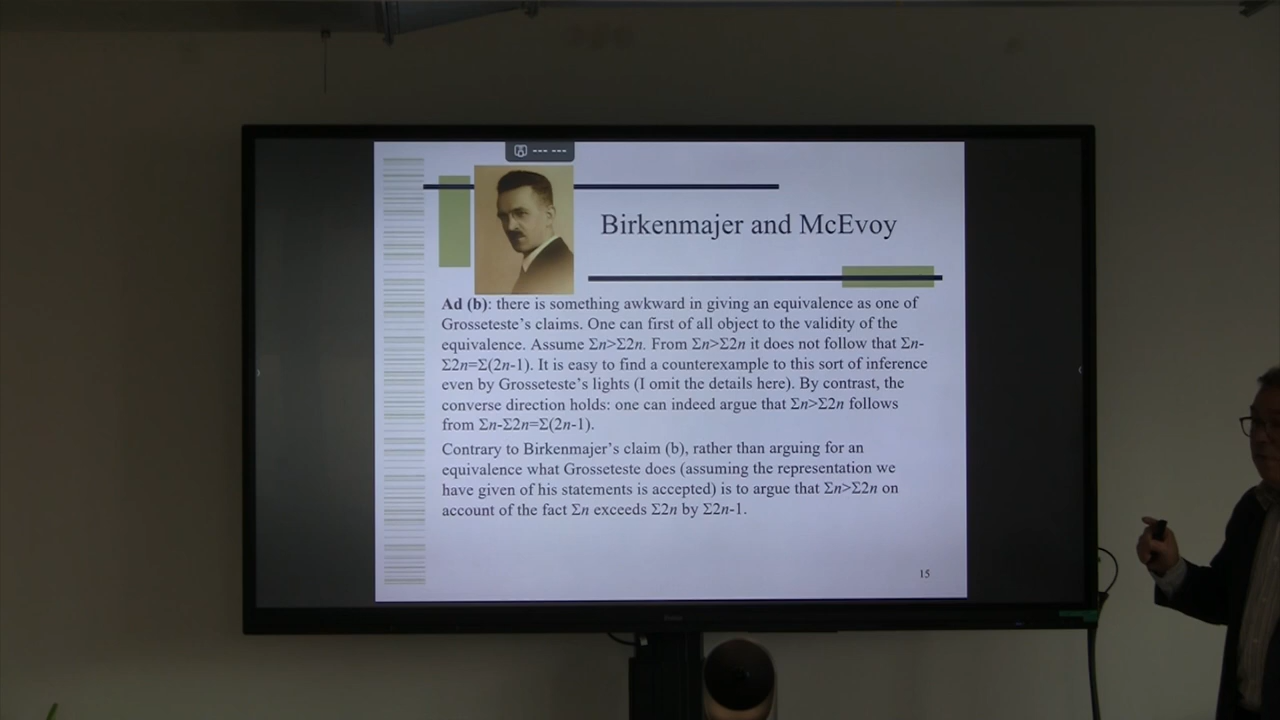 Birkenmajer and McEvoy
Ad (b): there is something awkward in giving an equivalence as one of
Grosseteste's claims. One can first of all object to the validity of the
equivalence. Assume Σn>Σ2n. From Σn>Σ2n it does not follow that Σn-
Σ2n=Σ(2n-1). It is easy to find a counterexample to this sort of inference
even by Grosseteste's lights (I omit the details here). By contrast, the
converse direction holds: one can indeed argue that Σn>Σ2n follows
from Σn-Σ2n=Σ(2n-1).
Contrary to Birkenmajer's claim (b), rather than arguing for an
equivalence what Grosseteste does (assuming the representation we
have given of his statements is accepted) is to argue that Σn>Σ2n on
account of the fact Σn exceeds Σ2n by Σ2n-1.
15